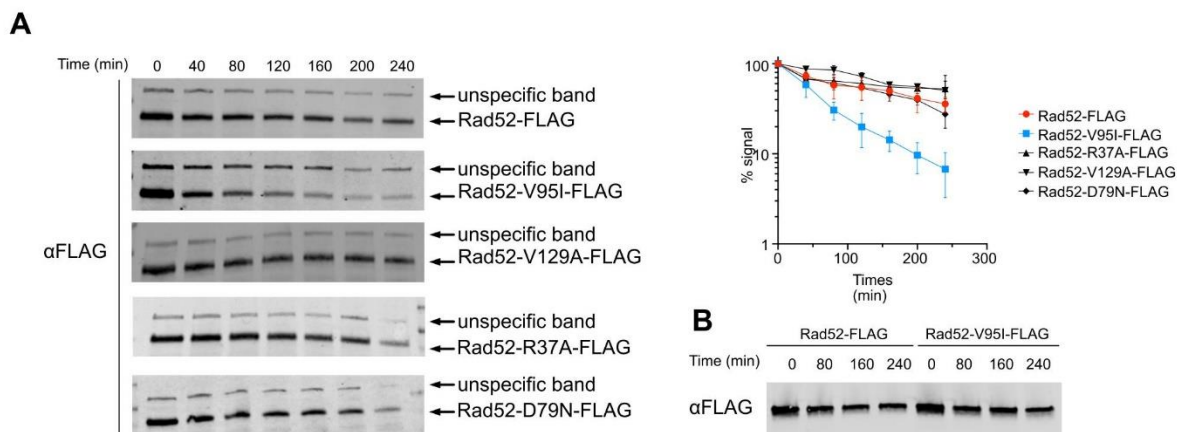 A
Time (min) 0 40 80 120 160 200 240
unspecific band
Rad52-FLAG
unspecific band
Rad52-V95I-FLAG
αFLAG
unspecific band
Rad52-V129A-FLAG
unspecific band
Rad52-R37A-FLAG
unspecific band
Rad52-D79N-FLAG
100
10
1
% signal
0 100 200 300
Times
(min)
Rad52-FLAG
Rad52-V95I-FLAG
Rad52-R37A-FLAG
Rad52-V129A-FLAG
Rad52-D79N-FLAG
B
Rad52-FLAG Rad52-V95I-FLAG
Time (min) 0 80 160 240 0 80 160 240
αFLAG